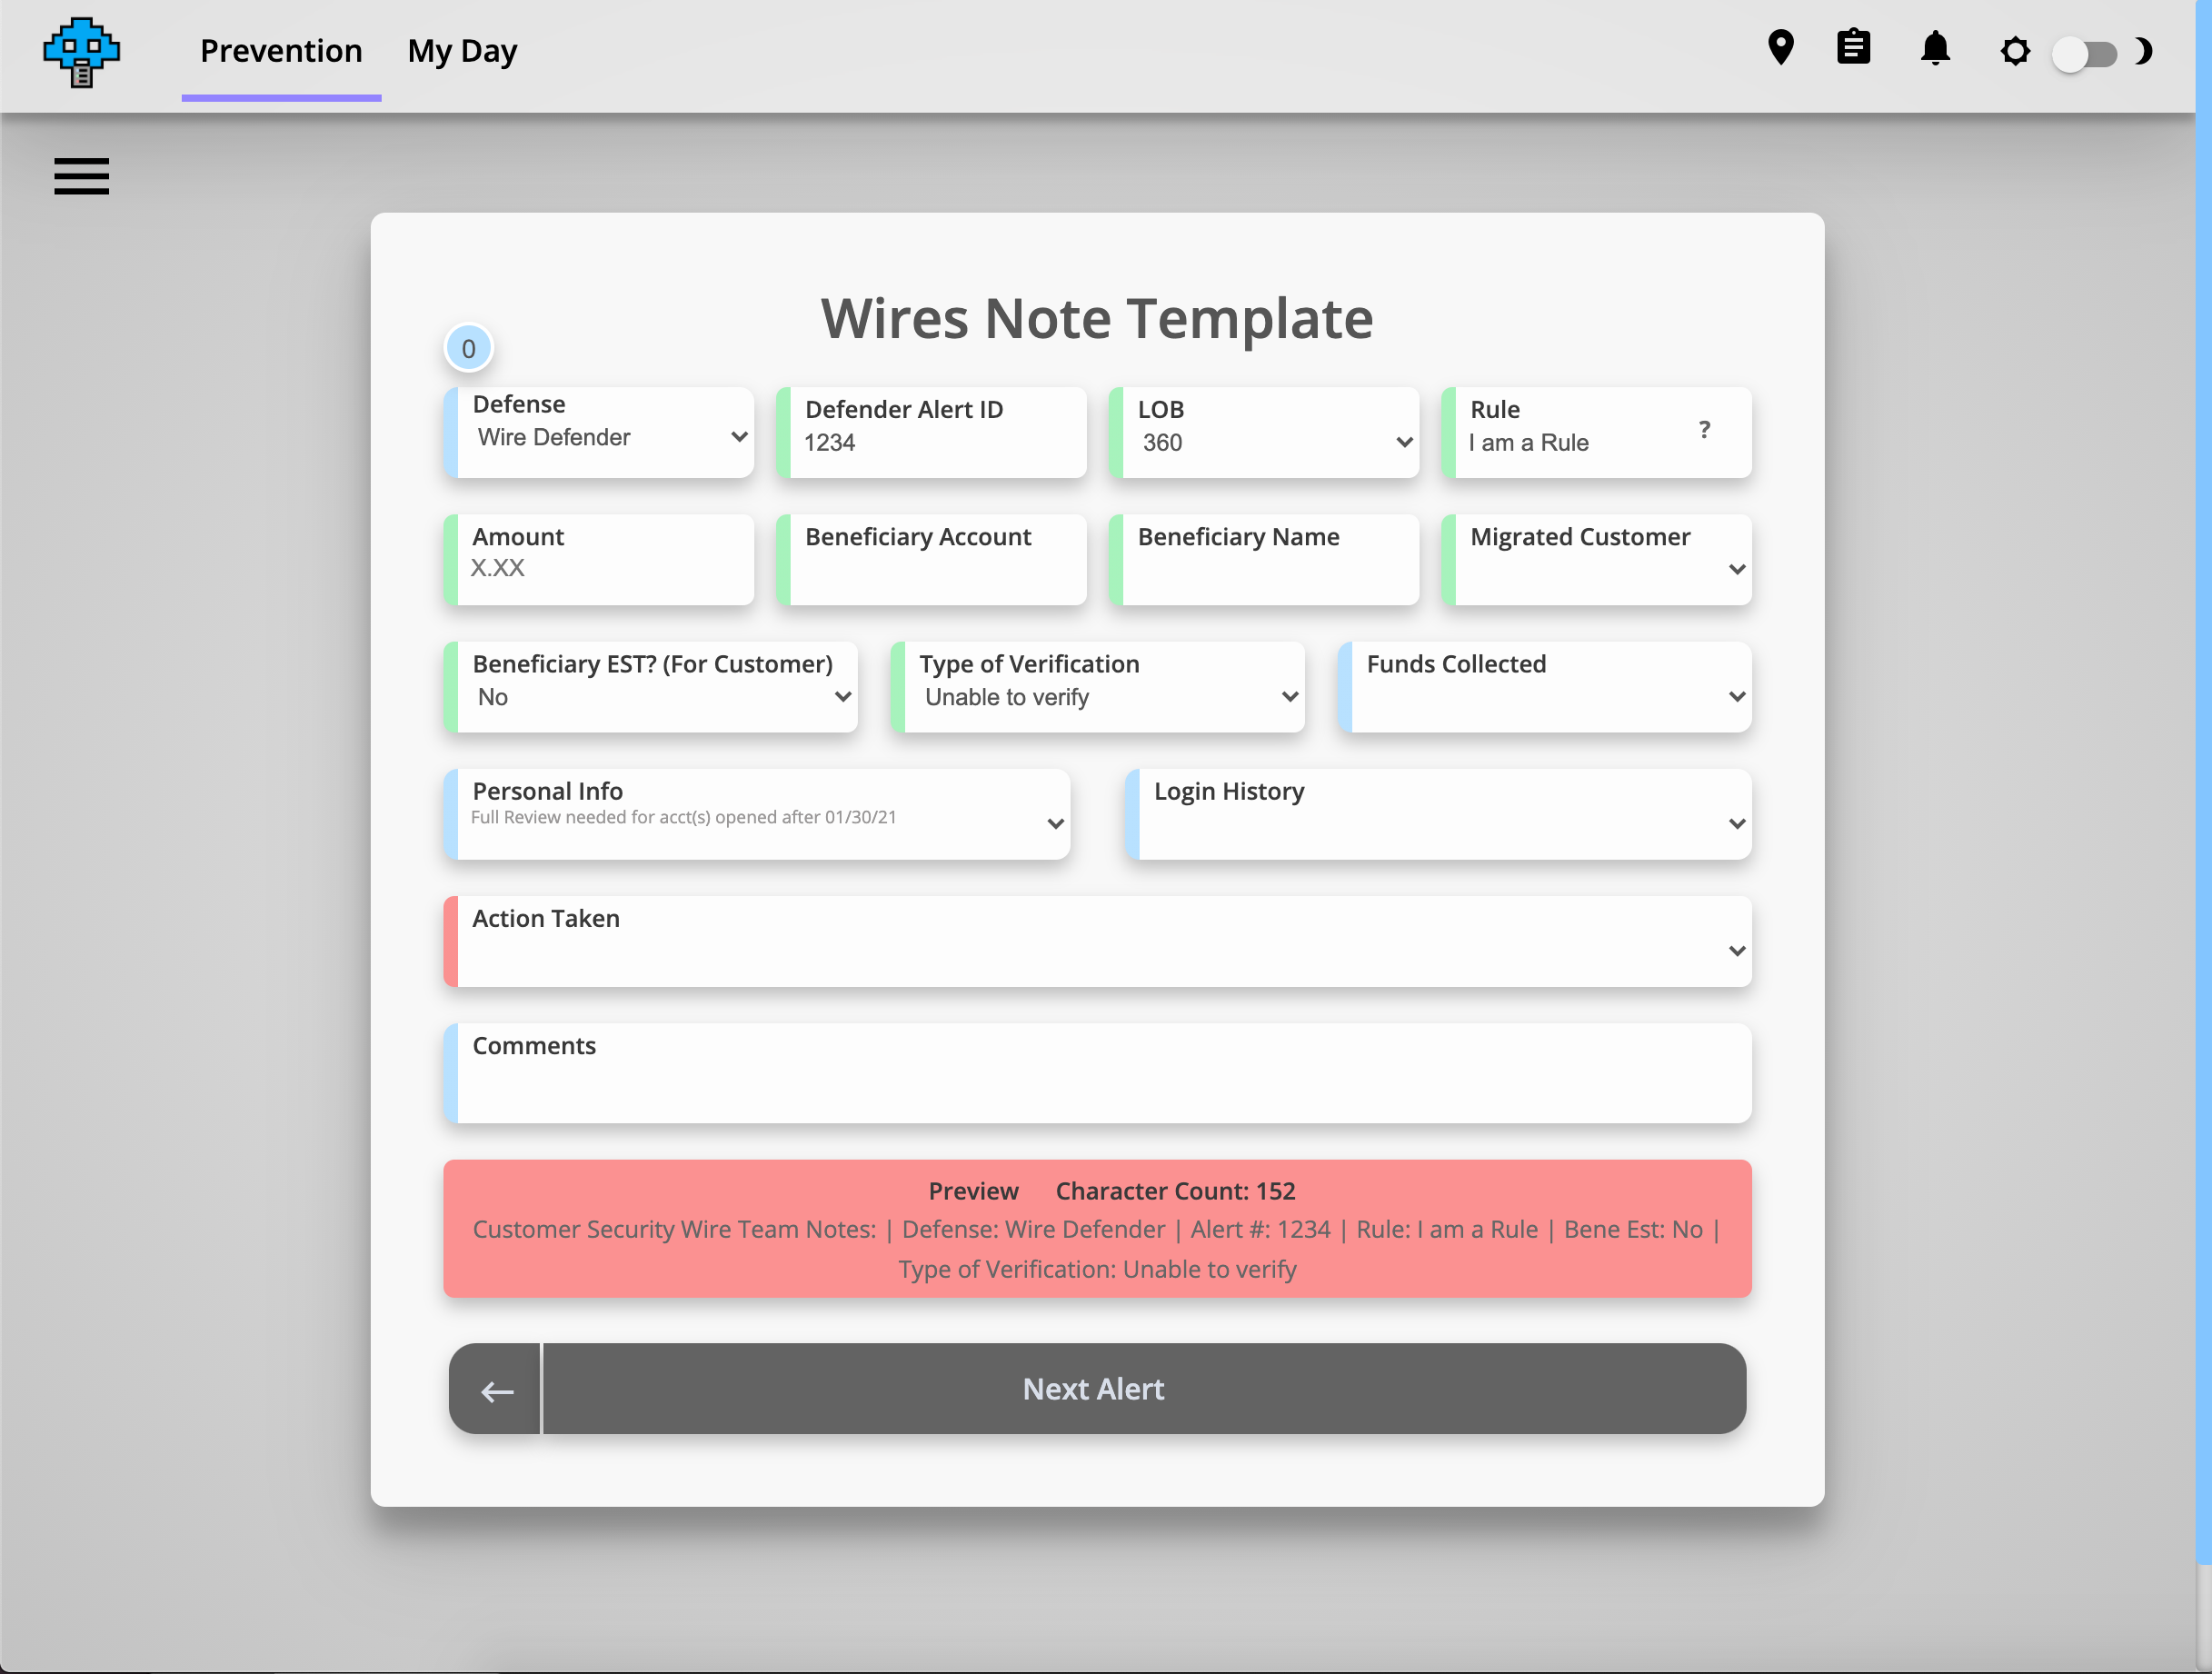 Prevention My Day
Wires Note Template
0
Defense
Wire Defender
Defender Alert ID
1234
LOB
360
Rule
I am a Rule
?
Amount
X.XX
Beneficiary Account
Beneficiary Name
Migrated Customer
Beneficiary EST? (For Customer)
No
Type of Verification
Unable to verify
Funds Collected
Personal Info
Full Review needed for acct(s) opened after 01/30/21
Login History
Action Taken
Comments
Preview Character Count: 152
Customer Security Wire Team Notes: | Defense: Wire Defender | Alert #: 1234 | Rule: I am a Rule | Bene Est: No |
Type of Verification: Unable to verify
Next Alert